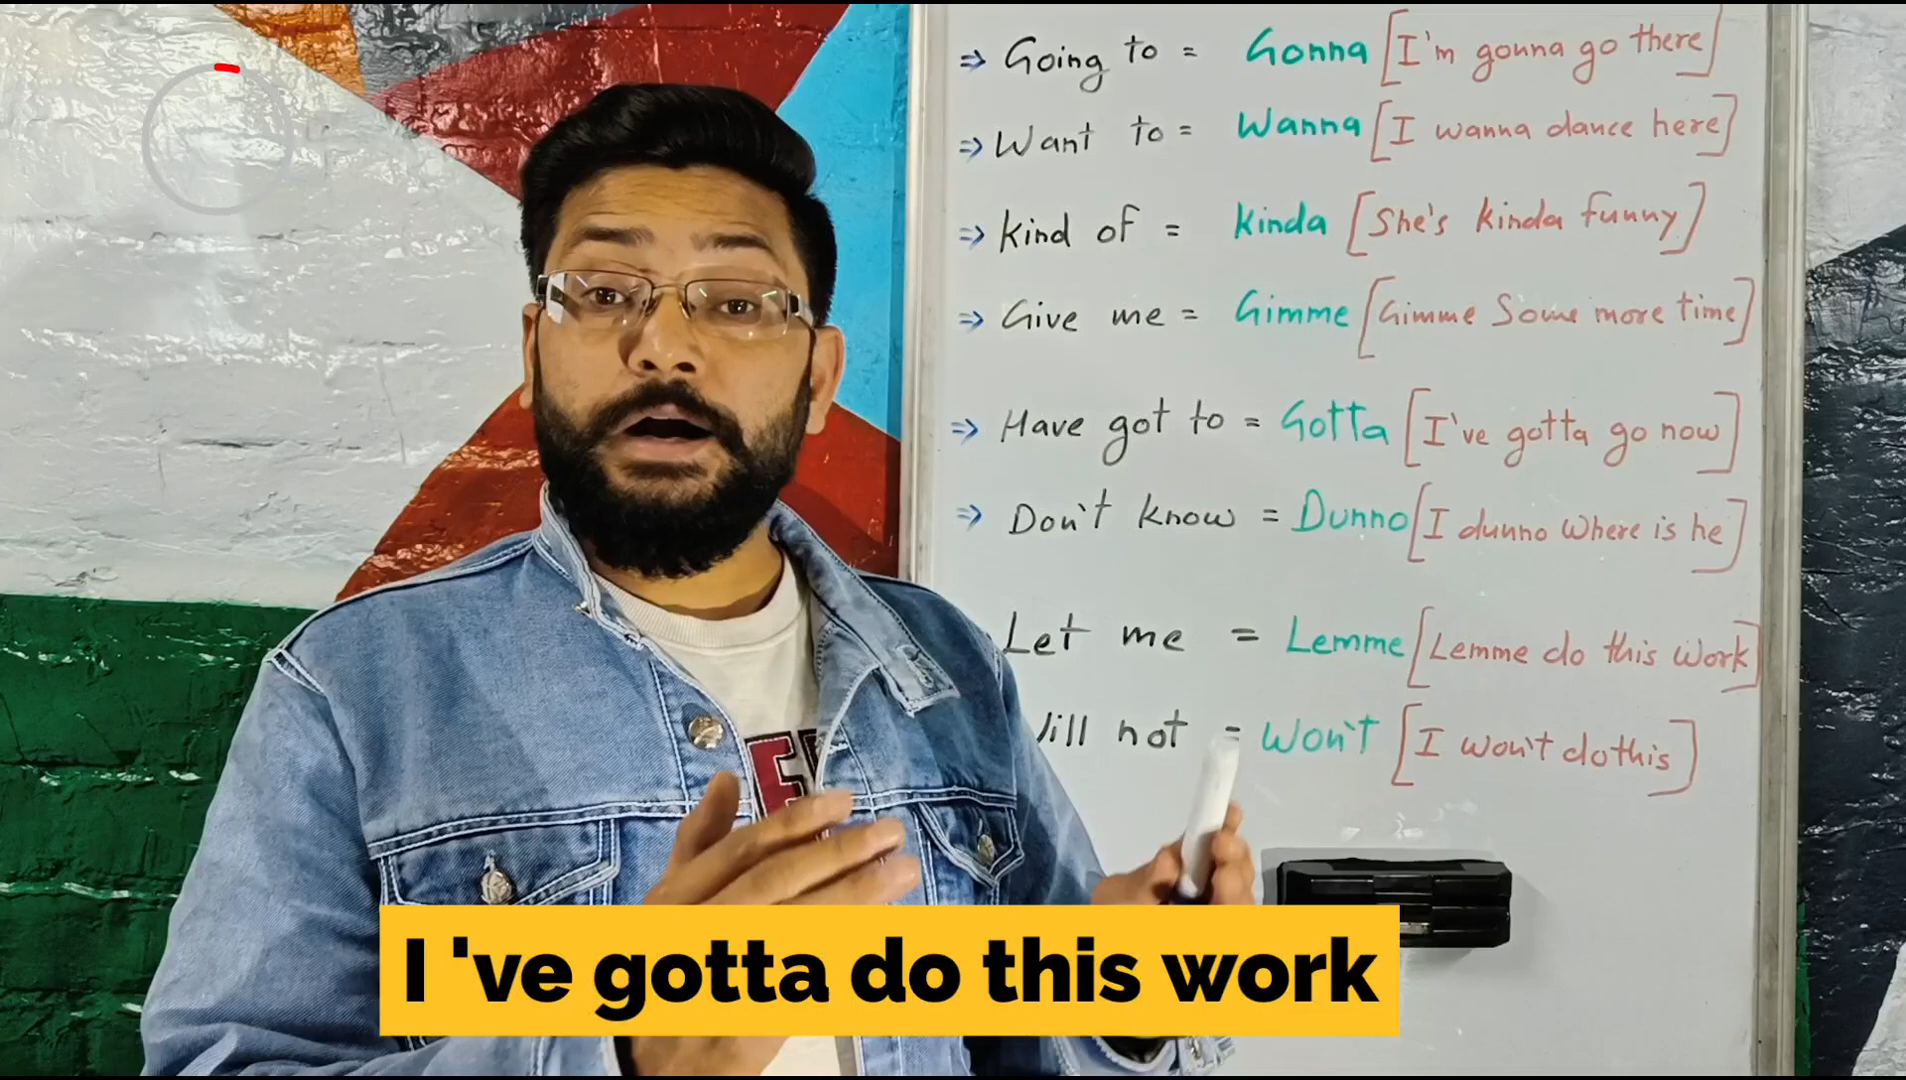 ⇒ Going to = Gonna [I'm gonna go there]
⇒ Want to = Wanna [I wanna dance here]
⇒ Kind of = Kinda [She's kinda funny]
⇒ Give me = Gimme [Gimme Some more time]
⇒ Have got to = Gotta [I've gotta go now]
⇒ Don't know = Dunno [I dunno where is he]
Let me = Lemme [Lemme do this work]
ill not = Won't [I won't do this]
I 've gotta do this work